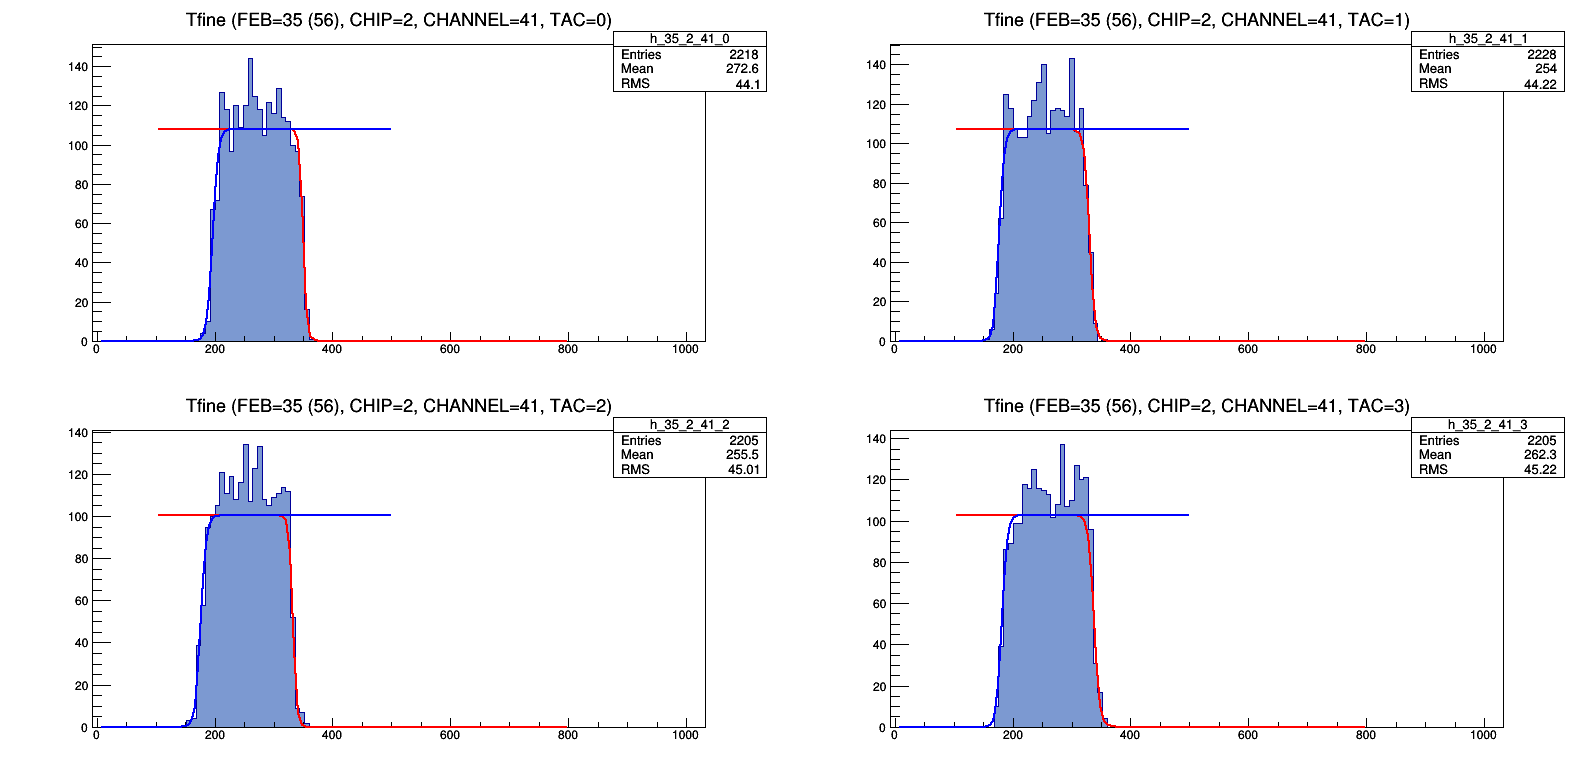 Tfine (FEB=35 (56), CHIP=2, CHANNEL=41, TAC=0)
h_35_2_41_0
Entries 2218
Mean 272.6
RMS 44.1
140
120
100
80
60
40
20
0
0 200 400 600 800 1000
Tfine (FEB=35 (56), CHIP=2, CHANNEL=41, TAC=1)
h_35_2_41_1
Entries 2228
Mean 254
RMS 44.22
140
120
100
80
60
40
20
0
0 200 400 600 800 1000
Tfine (FEB=35 (56), CHIP=2, CHANNEL=41, TAC=2)
h_35_2_41_2
Entries 2205
Mean 255.5
RMS 45.01
140
120
100
80
60
40
20
0
0 200 400 600 800 1000
Tfine (FEB=35 (56), CHIP=2, CHANNEL=41, TAC=3)
h_35_2_41_3
Entries 2205
Mean 262.3
RMS 45.22
140
120
100
80
60
40
20
0
0 200 400 600 800 1000